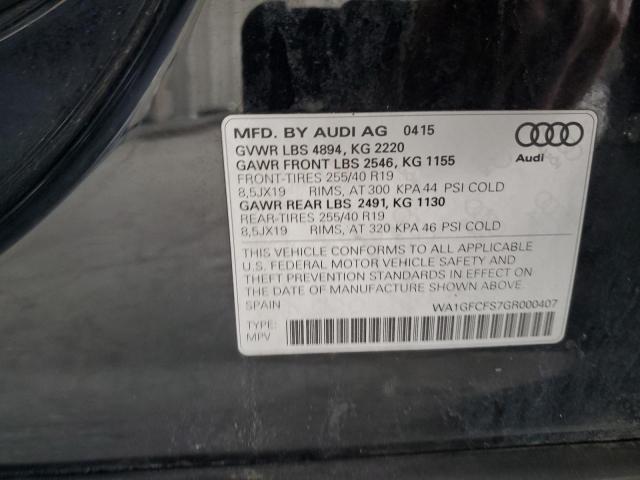 MFD. BY AUDI AG 0415
GVWR LBS 4894, KG 2220
GAWR FRONT LBS 2546, KG 1155
FRONT-TIRES 255/40 R19
8,5JX19 RIMS, AT 300 KPA 44 PSI COLD
GAWR REAR LBS 2491, KG 1130
REAR-TIRES 255/40 R19
8,5JX19 RIMS, AT 320 KPA 46 PSI COLD
Audi
THIS VEHICLE CONFORMS TO ALL APPLICABLE
U.S. FEDERAL MOTOR VEHICLE SAFETY AND
THEFT PREVENTION STANDARDS IN EFFECT ON
THE DATE OF MANUFACTURE SHOWN ABOVE.
SPAIN
WA1GFCFS7GR000407
TYPE:
MPV